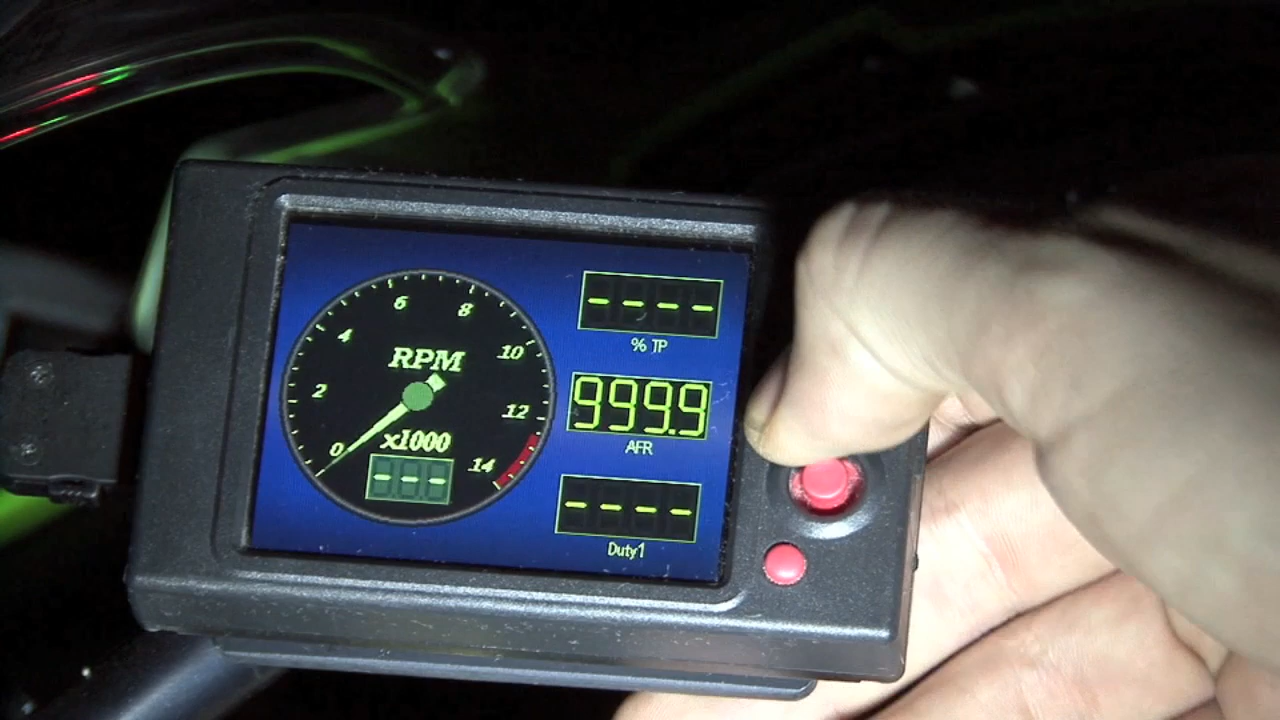 6
8
4
10
RPM
2
12
x1000
0
14
---
----
% TP
999.9
AFR
----
Duty1